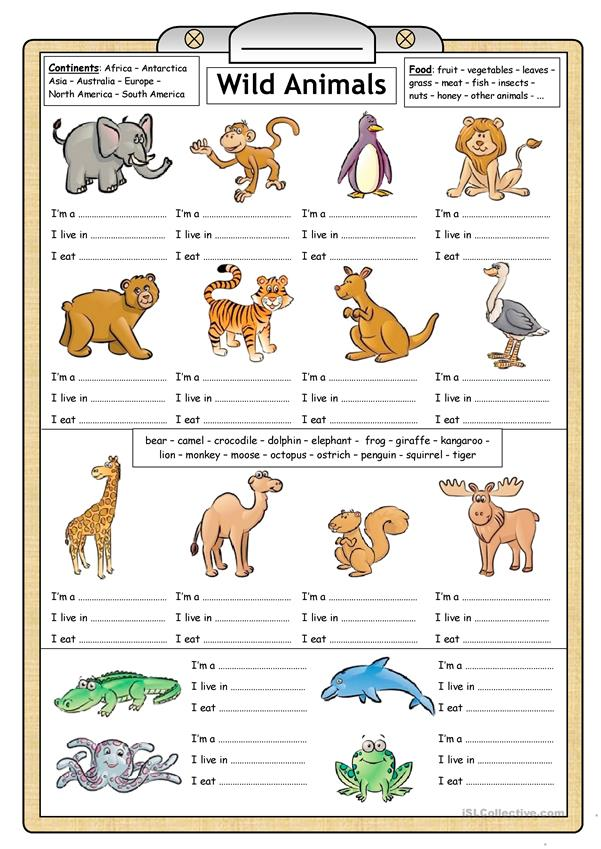 Continents: Africa – Antarctica
Asia – Australia – Europe –
North America – South America
Wild Animals
Food: fruit – vegetables – leaves –
grass – meat – fish – insects –
nuts – honey – other animals - ...
I'm a ................................ I'm a ................................ I'm a ................................ I'm a ................................
I live in ............................ I live in ............................ I live in ............................ I live in ............................
I eat ................................ I eat ................................ I eat ................................ I eat ................................
I'm a ................................ I'm a ................................ I'm a ................................ I'm a ................................
I live in ............................ I live in ............................ I live in ............................ I live in ............................
I eat ................................ I eat ................................ I eat ................................ I eat ................................
bear – camel – crocodile – dolphin – elephant - frog – giraffe – kangaroo -
lion – monkey – moose – octopus – ostrich – penguin - squirrel - tiger
I'm a ................................ I'm a ................................ I'm a ................................ I'm a ................................
I live in ............................ I live in ............................ I live in ............................ I live in ............................
I eat ................................ I eat ................................ I eat ................................ I eat ................................
I'm a ................................ I'm a ................................
I live in ............................ I live in ............................
I eat ................................ I eat ................................
I'm a ................................ I'm a ................................
I live in ............................ I live in ............................
I eat ................................ I eat ................................
iSLCollective.com